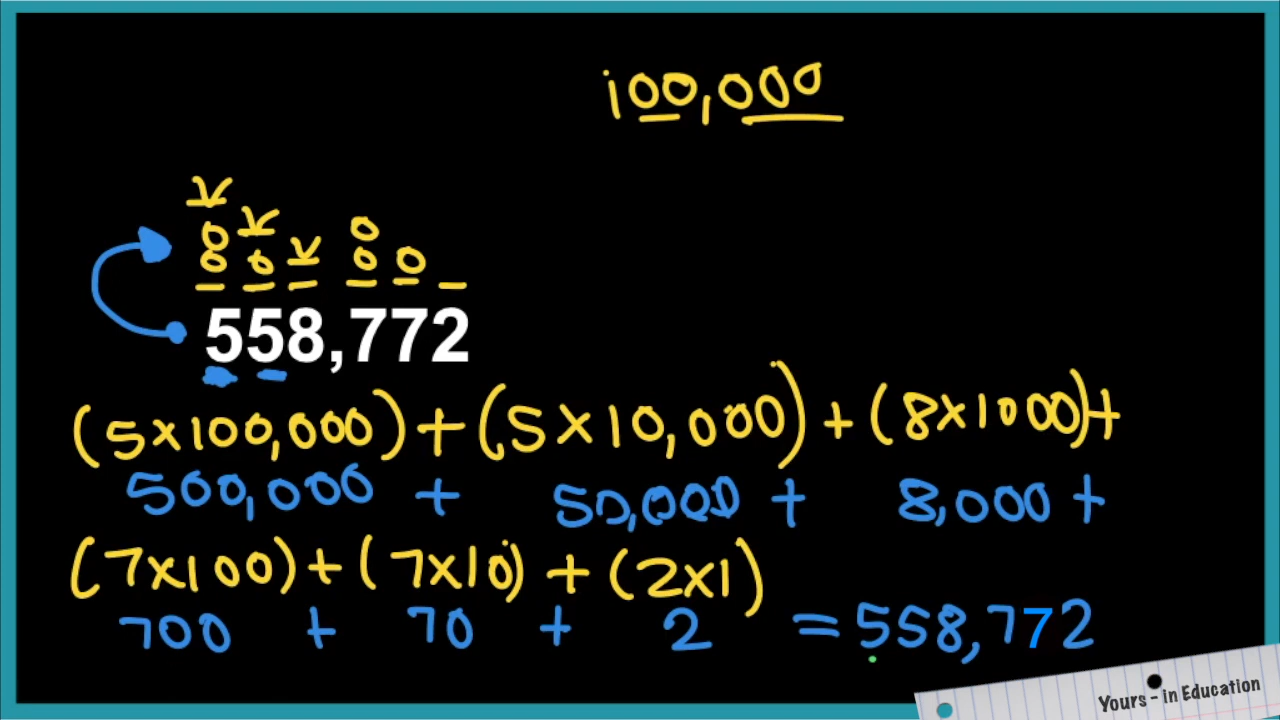 100,000
558,772
(5x100,000) + (5x10,000) + (8x1000) +
500,000 + 50,000 + 8,000 +
(7x100) + (7x10) + (2x1)
700 + 70 + 2 = 558,772
Yours - in Education